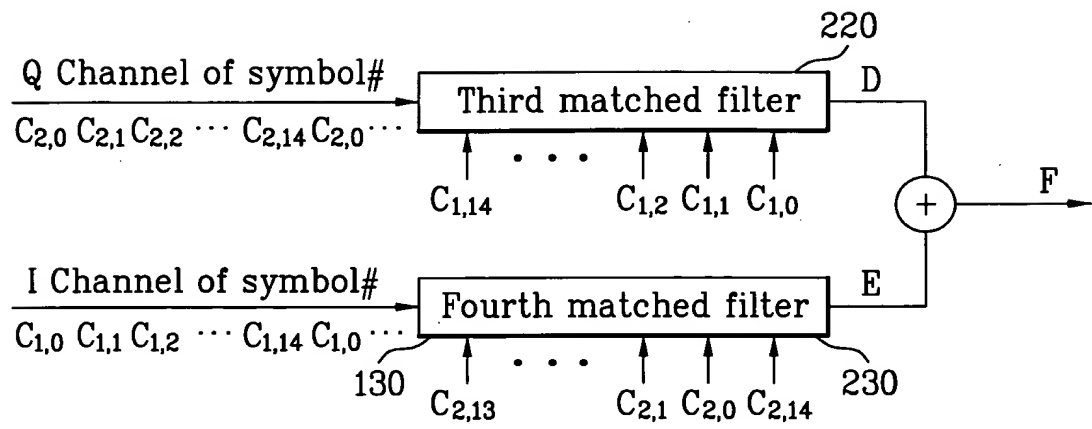 220
Q Channel of symbol#
Third matched filter
D
C2,0 C2,1 C2,2 ··· C2,14 C2,0 ···
• • •
C1,14 C1,2 C1,1 C1,0
+
F
I Channel of symbol#
Fourth matched filter
E
C1,0 C1,1 C1,2 ··· C1,14 C1,0 ···
130
• • •
230
C2,13 C2,1 C2,0 C2,14